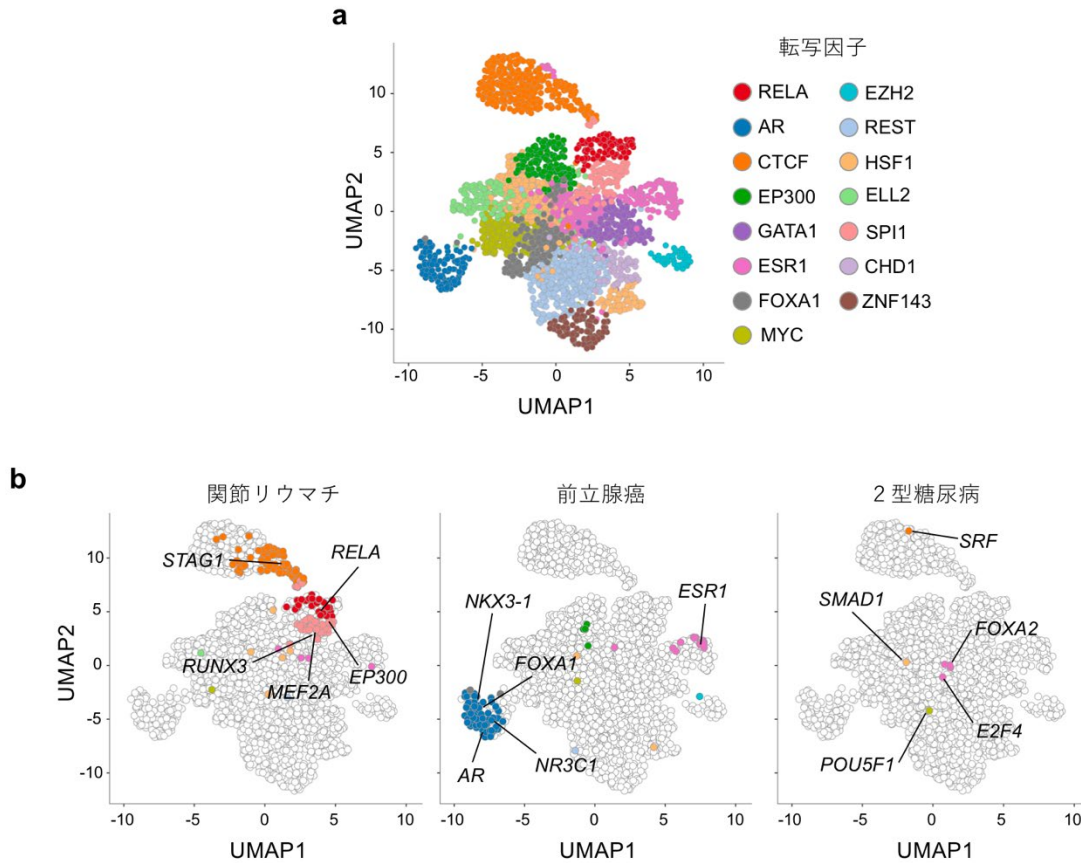 a
転写因子
RELA EZH2
AR REST
CTCF HSF1
EP300 ELL2
GATA1 SPI1
ESR1 CHD1
FOXA1 ZNF143
MYC
UMAP2
10
5
0
-5
-10
-10 -5 0 5 10
UMAP1
b
関節リウマチ 前立腺癌 2型糖尿病
UMAP2
10
5
0
-5
-10
STAG1
RELA
RUNX3
MEF2A
EP300
-10 -5 0 5 10
UMAP1
NKX3-1
ESR1
FOXA1
AR
NR3C1
-10 -5 0 5 10
UMAP1
SRF
SMAD1
FOXA2
E2F4
POU5F1
-10 -5 0 5 10
UMAP1